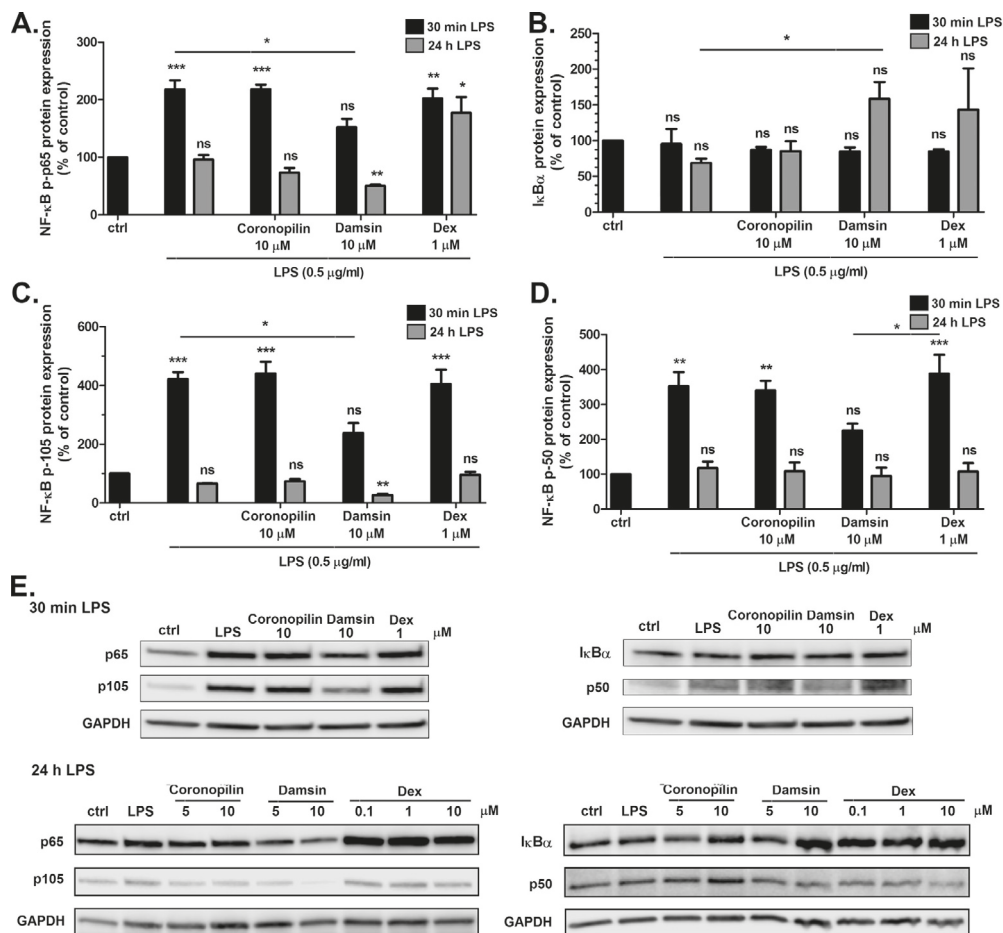 A.
30 min LPS
24 h LPS
NF-κB p-p65 protein expression
(% of control)
300
200
100
0
*
***
ns
***
ns
ns
**
**
*
ctrl
Coronopilin
10 μM
Damsin
10 μM
Dex
1 μM
LPS (0.5 μg/ml)
B.
30 min LPS
24 h LPS
IκBα protein expression
(% of control)
250
200
150
100
50
0
*
ns
ns
ns
ns
ns
ns
ns
ns
ctrl
Coronopilin
10 μM
Damsin
10 μM
Dex
1 μM
LPS (0.5 μg/ml)
C.
30 min LPS
24 h LPS
NF-κB p-105 protein expression
(% of control)
600
400
200
0
*
***
ns
***
ns
ns
**
***
ns
ctrl
Coronopilin
10 μM
Damsin
10 μM
Dex
1 μM
LPS (0.5 μg/ml)
D.
30 min LPS
24 h LPS
NF-κB p-50 protein expression
(% of control)
500
400
300
200
100
0
*
**
ns
**
ns
ns
ns
***
ns
ctrl
Coronopilin
10 μM
Damsin
10 μM
Dex
1 μM
LPS (0.5 μg/ml)
E.
30 min LPS
ctrl LPS Coronopilin 10 Damsin 10 Dex 1 μM
p65
p105
GAPDH
ctrl LPS Coronopilin 10 Damsin 10 Dex 1 μM
IκBα
p50
GAPDH
24 h LPS
Coronopilin Damsin Dex
ctrl LPS 5 10 5 10 0.1 1 10 μM
p65
p105
GAPDH
Coronopilin Damsin Dex
ctrl LPS 5 10 5 10 0.1 1 10 μM
IκBα
p50
GAPDH